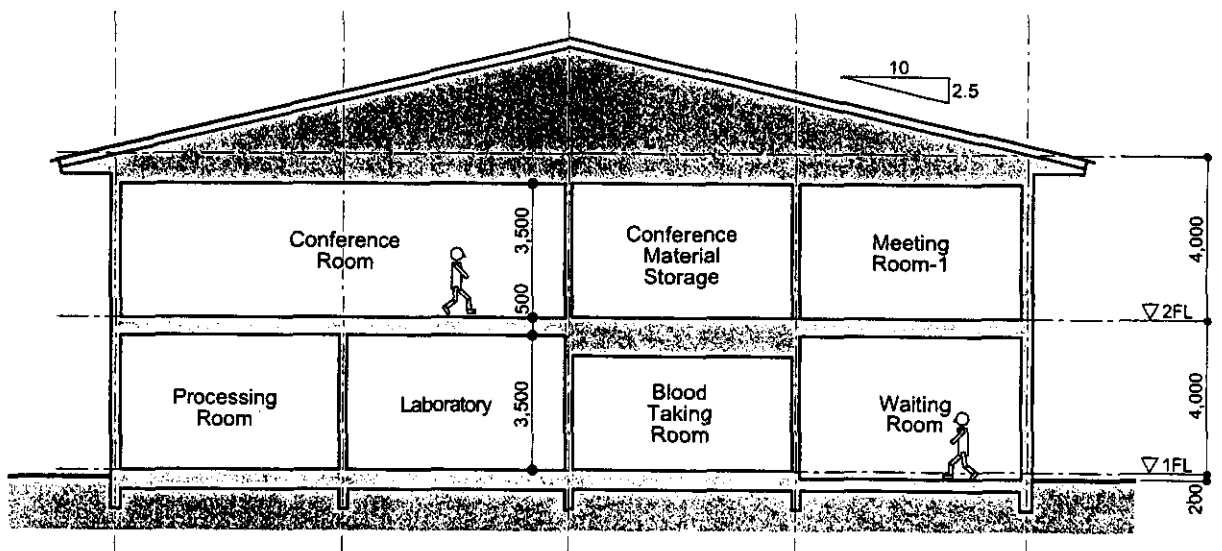 10
2.5
Conference
Room
3,500
Conference
Material
Storage
Meeting
Room-1
4,000
500
▽2FL
Processing
Room
Laboratory
3,500
Blood
Taking
Room
Waiting
Room
4,000
▽1FL
200